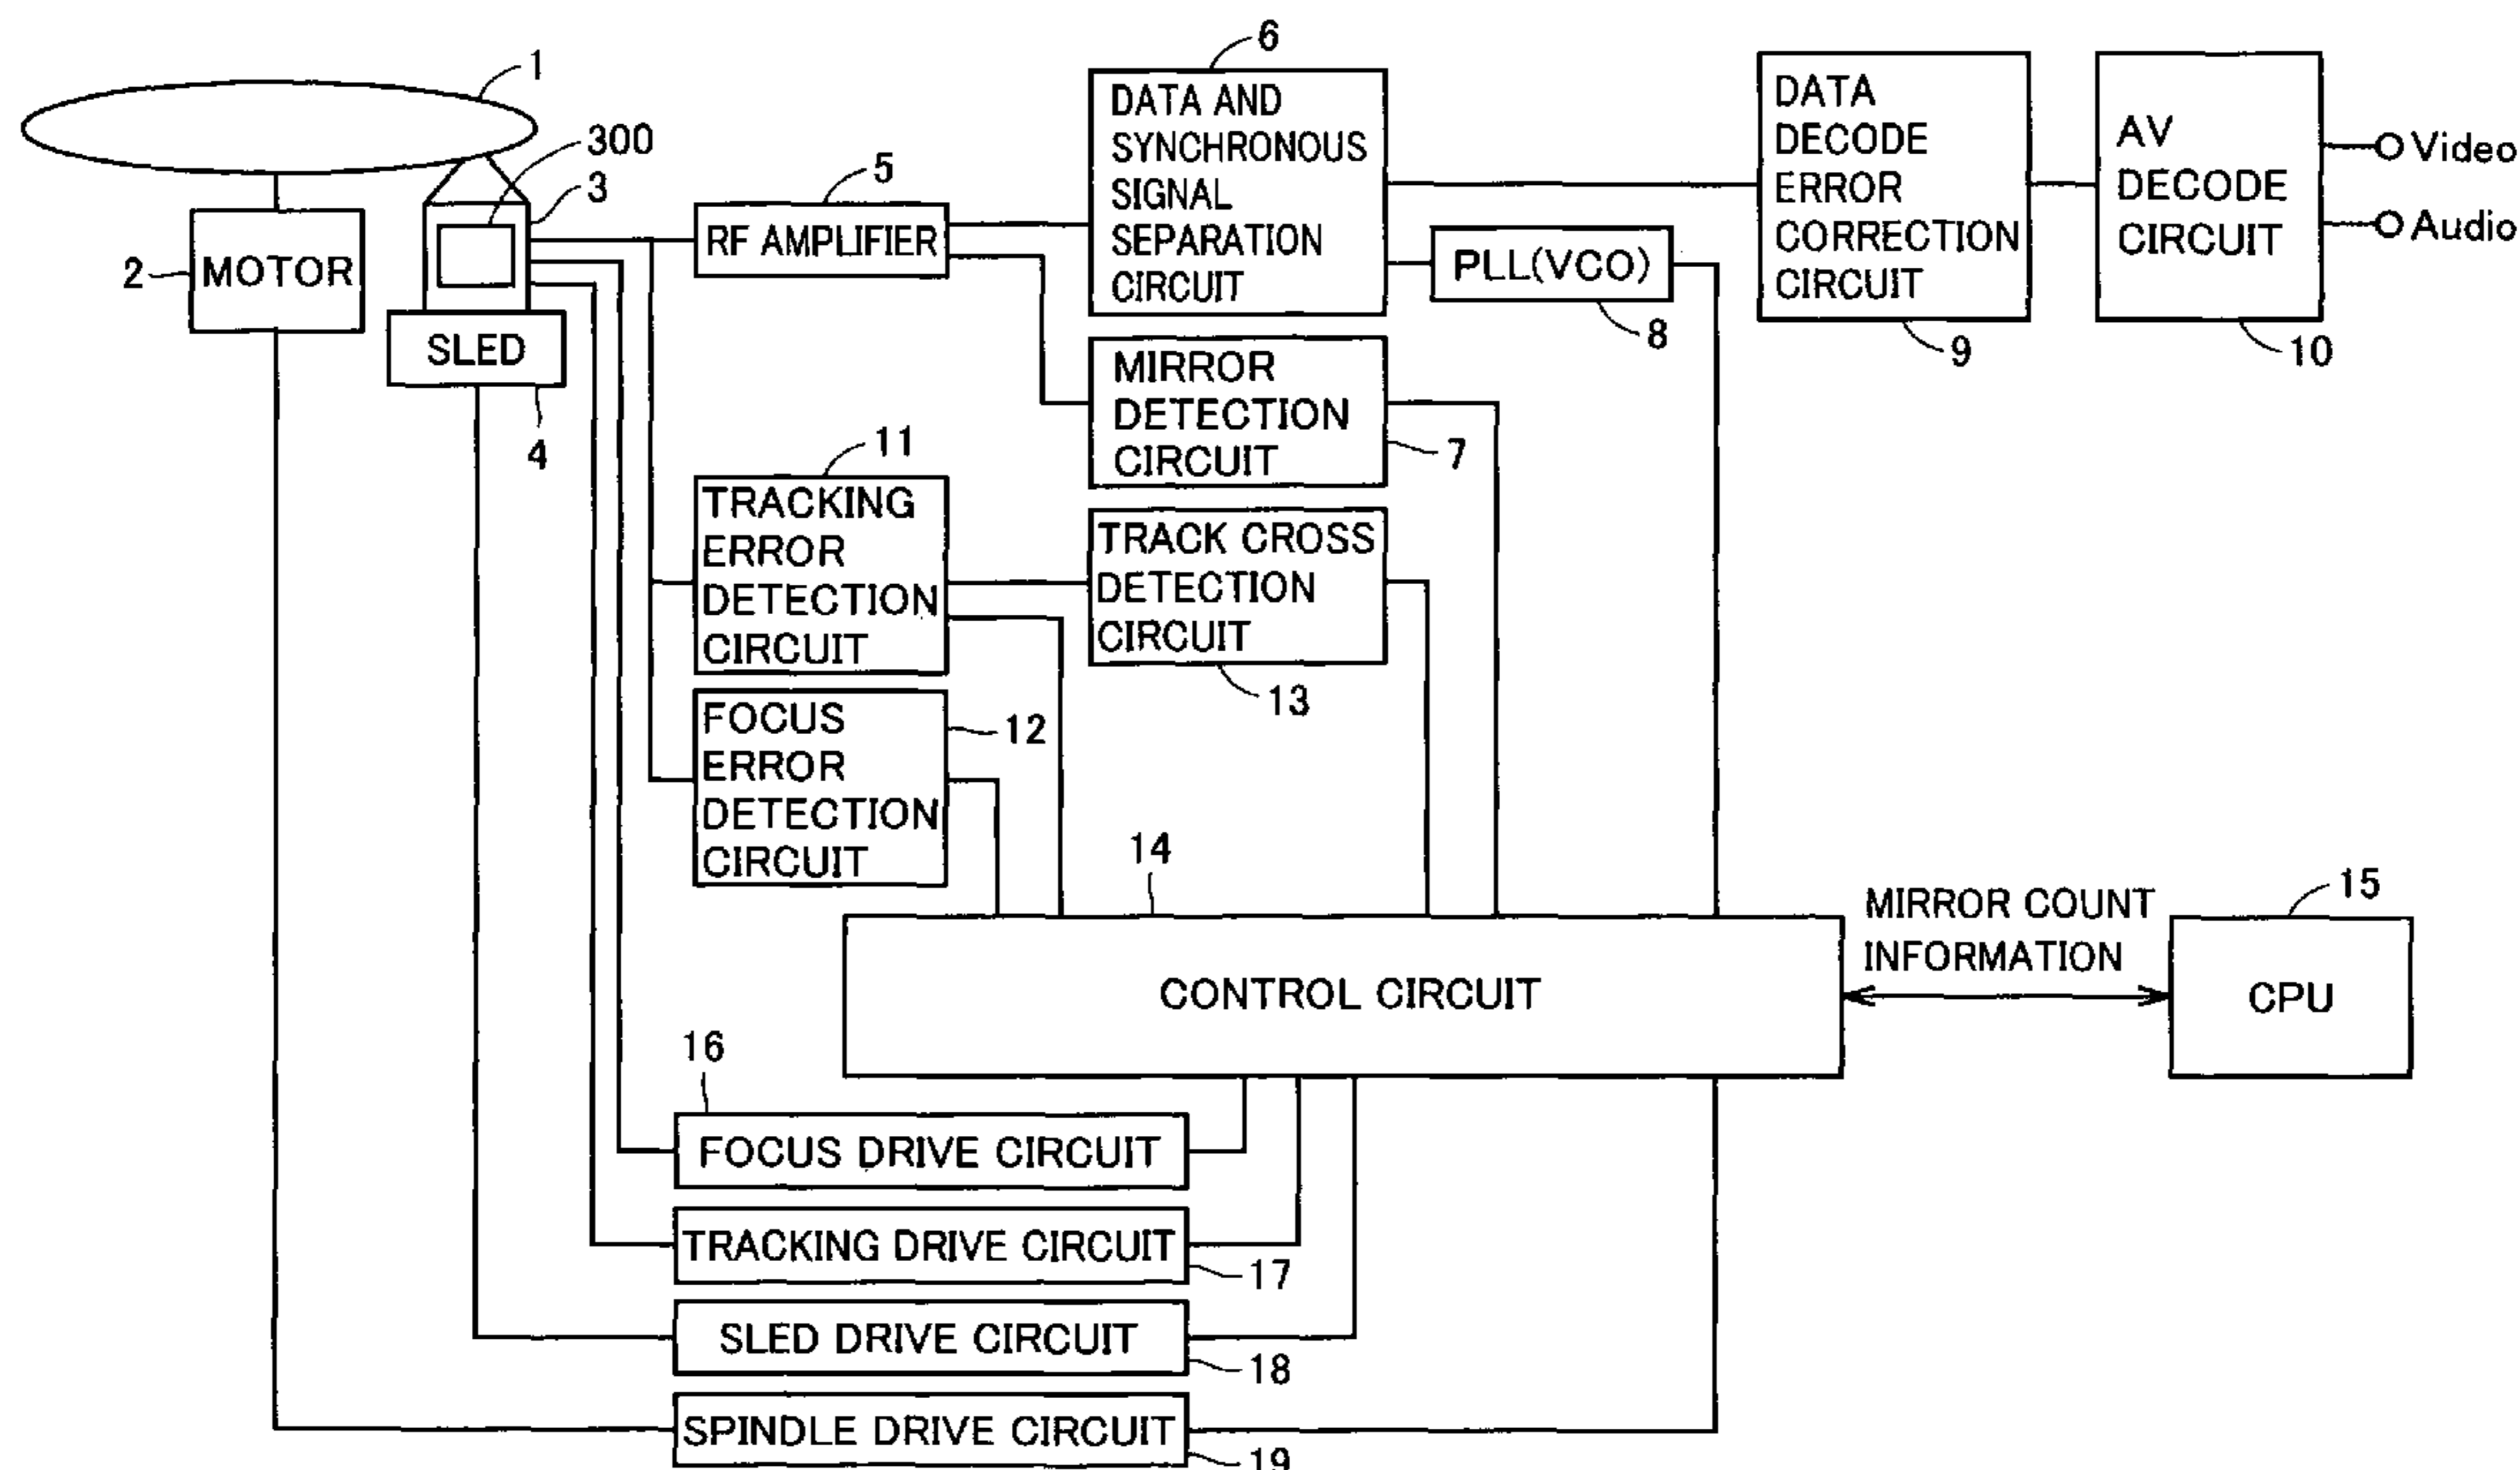 1
300
3
2
MOTOR
SLED
4
5
RF AMPLIFIER
6
DATA AND
SYNCHRONOUS
SIGNAL
SEPARATION
CIRCUIT
PLL(VCO)
8
DATA
DECODE
ERROR
CORRECTION
CIRCUIT
9
AV
DECODE
CIRCUIT
10
Video
Audio
MIRROR
DETECTION
CIRCUIT
7
11
TRACKING
ERROR
DETECTION
CIRCUIT
TRACK CROSS
DETECTION
CIRCUIT
13
FOCUS
ERROR
DETECTION
CIRCUIT
12
14
CONTROL CIRCUIT
MIRROR COUNT
INFORMATION
15
CPU
16
FOCUS DRIVE CIRCUIT
TRACKING DRIVE CIRCUIT
17
SLED DRIVE CIRCUIT
18
SPINDLE DRIVE CIRCUIT
19